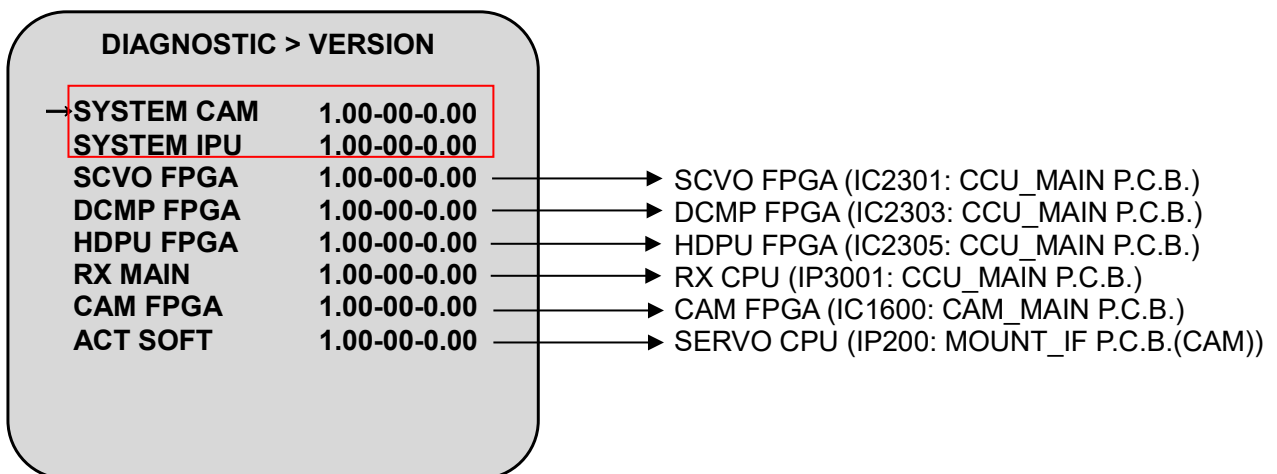 DIAGNOSTIC > VERSION
→SYSTEM CAM 1.00-00-0.00
SYSTEM IPU 1.00-00-0.00
SCVO FPGA 1.00-00-0.00 → SCVO FPGA (IC2301: CCU_MAIN P.C.B.)
DCMP FPGA 1.00-00-0.00 → DCMP FPGA (IC2303: CCU_MAIN P.C.B.)
HDPU FPGA 1.00-00-0.00 → HDPU FPGA (IC2305: CCU_MAIN P.C.B.)
RX MAIN 1.00-00-0.00 → RX CPU (IP3001: CCU_MAIN P.C.B.)
CAM FPGA 1.00-00-0.00 → CAM FPGA (IC1600: CAM_MAIN P.C.B.)
ACT SOFT 1.00-00-0.00 → SERVO CPU (IP200: MOUNT_IF P.C.B.(CAM))